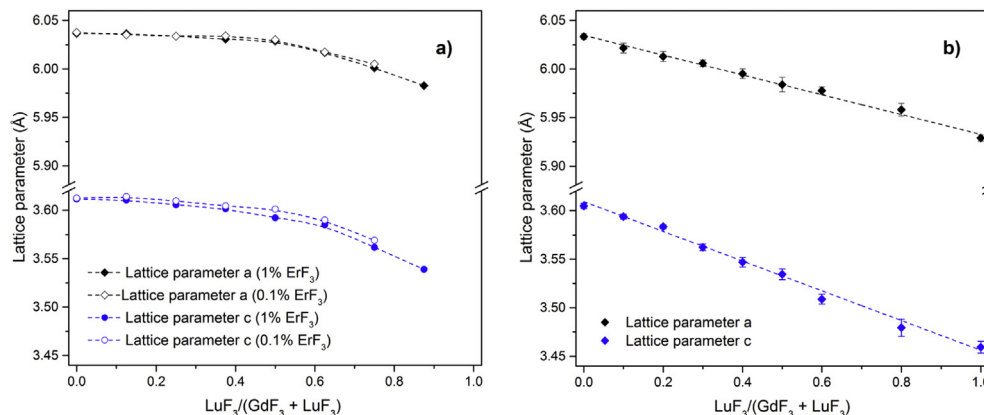 a)
6.05
6.00
5.95
5.90
3.60
3.55
3.50
3.45
Lattice parameter (Å)
Lattice parameter a (1% ErF₃)
Lattice parameter a (0.1% ErF₃)
Lattice parameter c (1% ErF₃)
Lattice parameter c (0.1% ErF₃)
0.0 0.2 0.4 0.6 0.8 1.0
LuF₃/(GdF₃ + LuF₃)
b)
6.05
6.00
5.95
5.90
3.60
3.55
3.50
3.45
Lattice parameter (Å)
Lattice parameter a
Lattice parameter c
0.0 0.2 0.4 0.6 0.8 1.0
LuF₃/(GdF₃ + LuF₃)